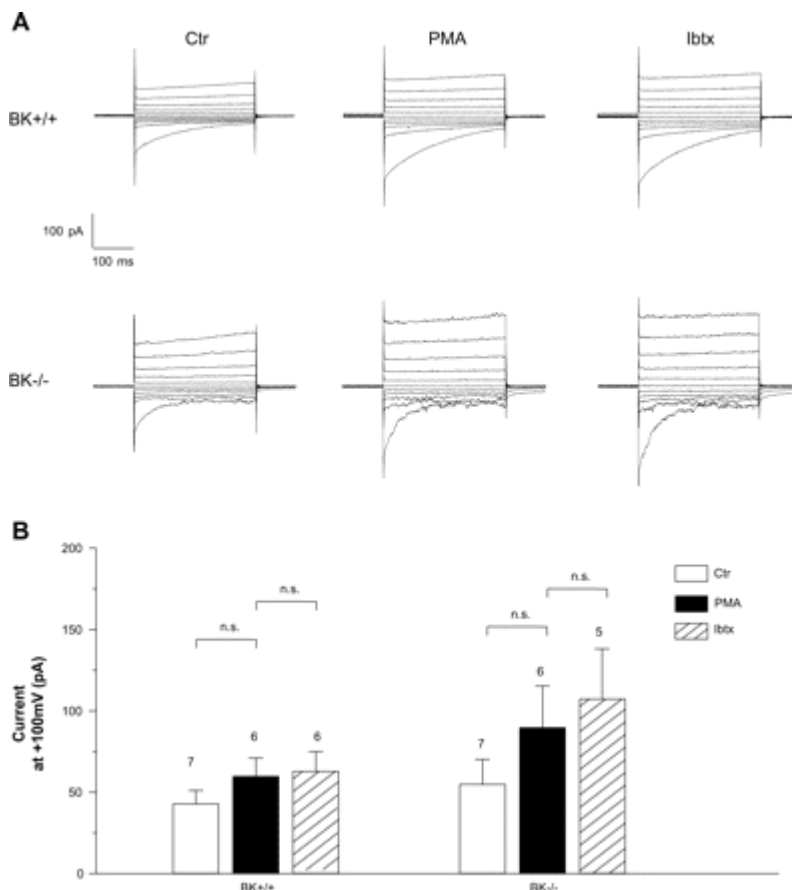 A
Ctr PMA Ibtx
BK+/+
100 pA
100 ms
BK-/-
B
200
n.s.
Ctr
n.s.
PMA
150
n.s.
Ibtx
n.s.
5
Current
at +100mV (pA)
100
6
6 6
7
7
50
0
BK+/+ BK-/-